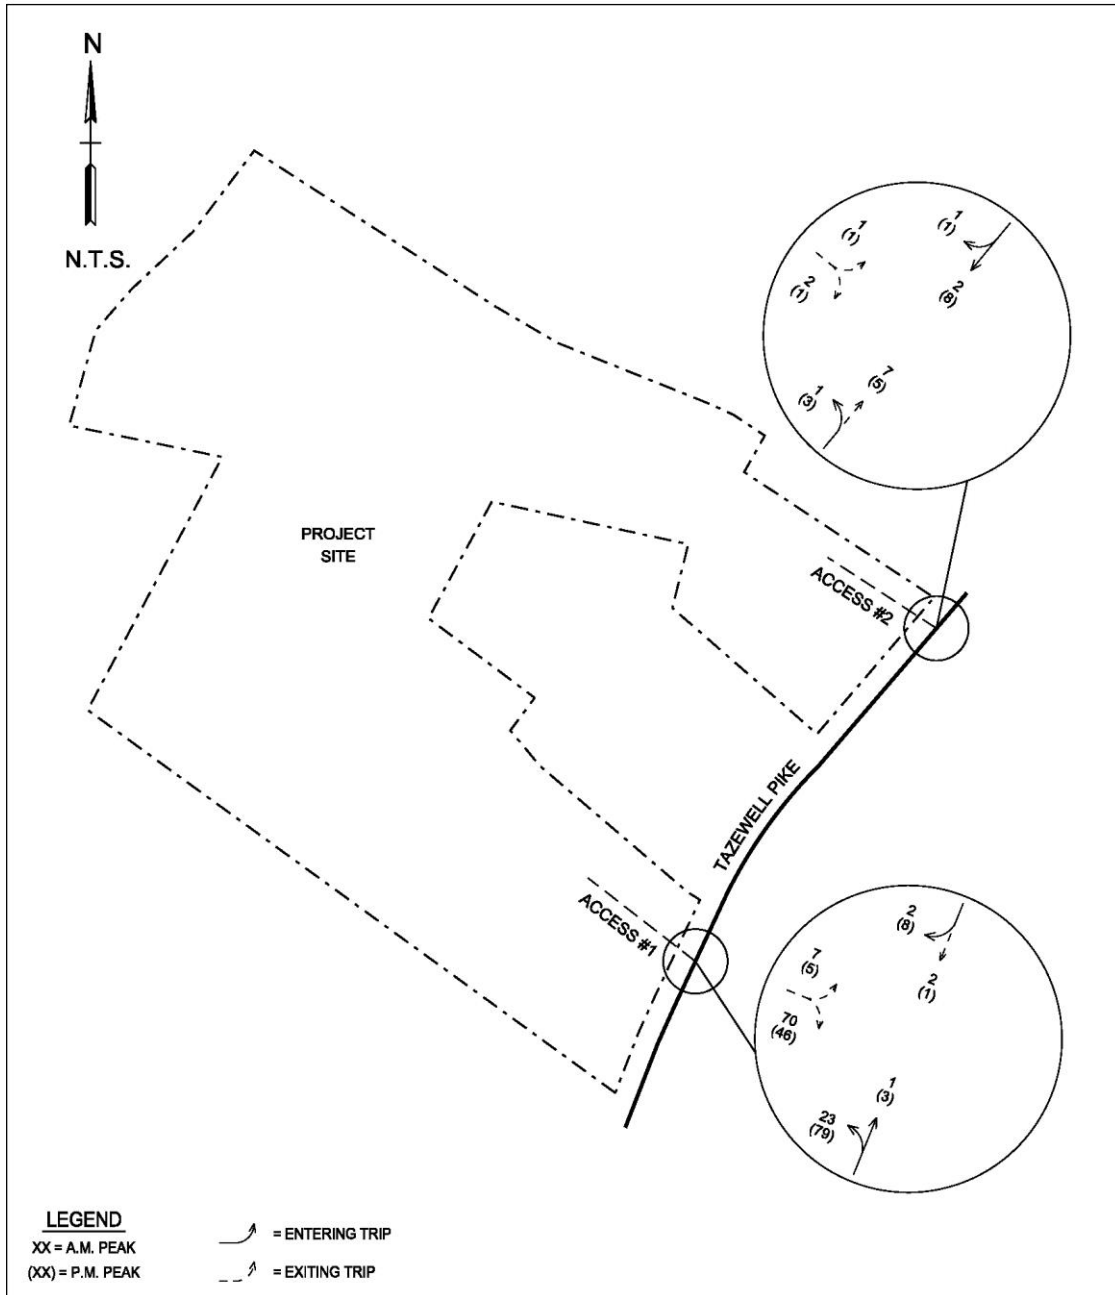 N
N.T.S.
1
(1)
1
(1)
2
(1)
2
(8)
7
(5)
1
(3)
PROJECT
SITE
ACCESS #2
TAZEWELL PIKE
ACCESS #1
2
(8)
7
(5)
2
(1)
70
(46)
1
(3)
23
(79)
LEGEND
XX = A.M. PEAK
(XX) = P.M. PEAK
= ENTERING TRIP
= EXITING TRIP